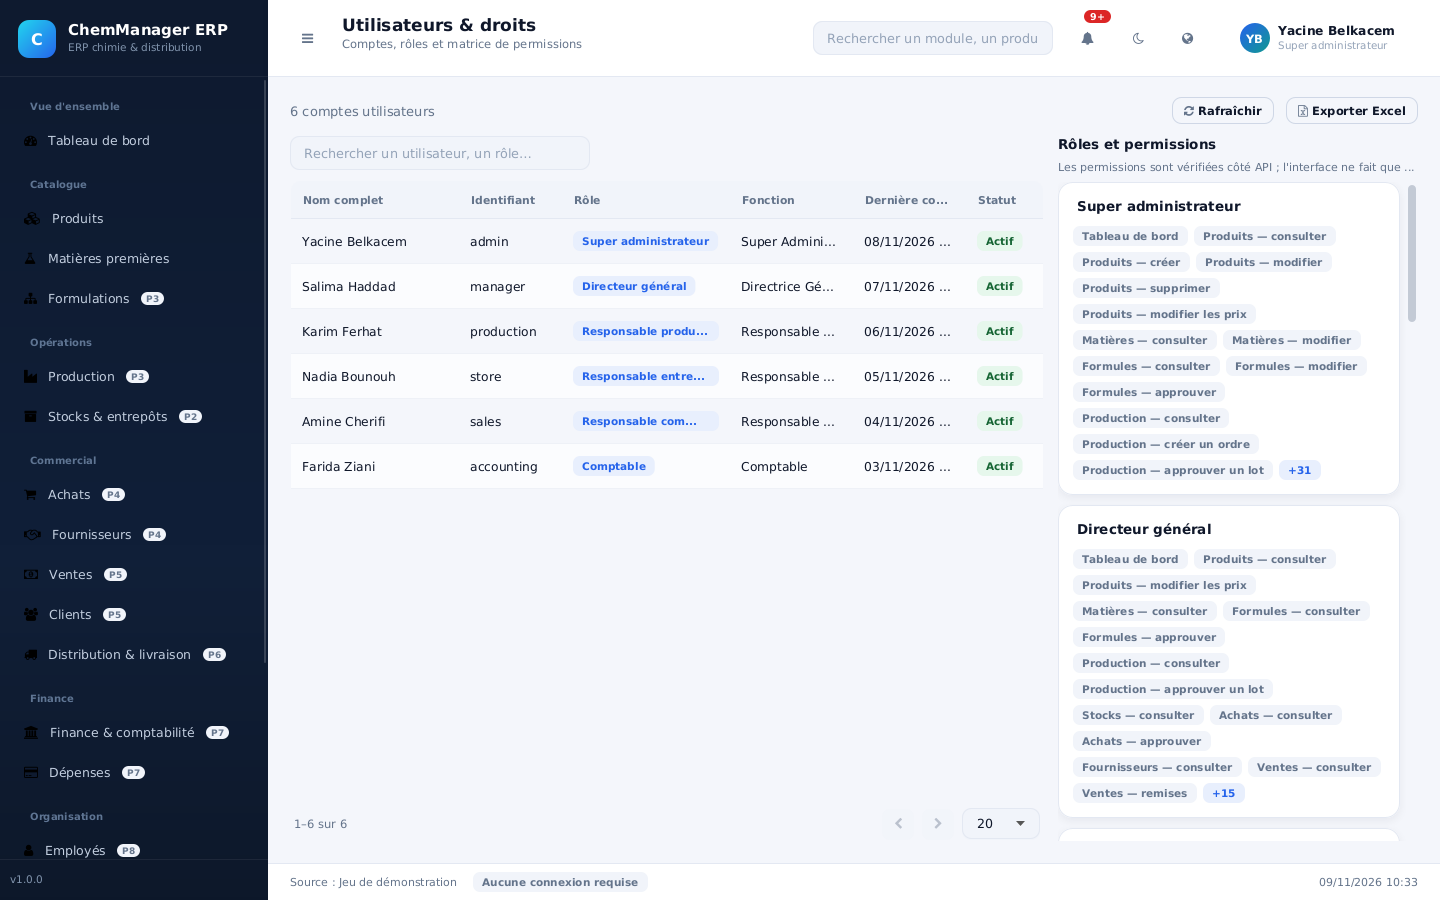 C
ChemManager ERP
ERP chimie & distribution
Vue d'ensemble
Tableau de bord
Catalogue
Produits
Matières premières
Formulations P3
Opérations
Production P3
Stocks & entrepôts P2
Commercial
Achats P4
Fournisseurs P4
Ventes P5
Clients P5
Distribution & livraison P6
Finance
Finance & comptabilité P7
Dépenses P7
Organisation
Employés P8
v1.0.0
Utilisateurs & droits
Comptes, rôles et matrice de permissions
Rechercher un module, un produ
9+
YB
Yacine Belkacem
Super administrateur
6 comptes utilisateurs
Rafraîchir
Exporter Excel
Rechercher un utilisateur, un rôle...
Nom complet Identifiant Rôle Fonction Dernière co... Statut
Yacine Belkacem admin Super administrateur Super Admini... 08/11/2026 ... Actif
Salima Haddad manager Directeur général Directrice Gé... 07/11/2026 ... Actif
Karim Ferhat production Responsable produ... Responsable ... 06/11/2026 ... Actif
Nadia Bounouh store Responsable entre... Responsable ... 05/11/2026 ... Actif
Amine Cherifi sales Responsable com... Responsable ... 04/11/2026 ... Actif
Farida Ziani accounting Comptable Comptable 03/11/2026 ... Actif
1–6 sur 6
20
Rôles et permissions
Les permissions sont vérifiées côté API ; l'interface ne fait que ...
Super administrateur
Tableau de bord Produits — consulter
Produits — créer Produits — modifier
Produits — supprimer
Produits — modifier les prix
Matières — consulter Matières — modifier
Formules — consulter Formules — modifier
Formules — approuver
Production — consulter
Production — créer un ordre
Production — approuver un lot +31
Directeur général
Tableau de bord Produits — consulter
Produits — modifier les prix
Matières — consulter Formules — consulter
Formules — approuver
Production — consulter
Production — approuver un lot
Stocks — consulter Achats — consulter
Achats — approuver
Fournisseurs — consulter Ventes — consulter
Ventes — remises +15
Source : Jeu de démonstration Aucune connexion requise
09/11/2026 10:33